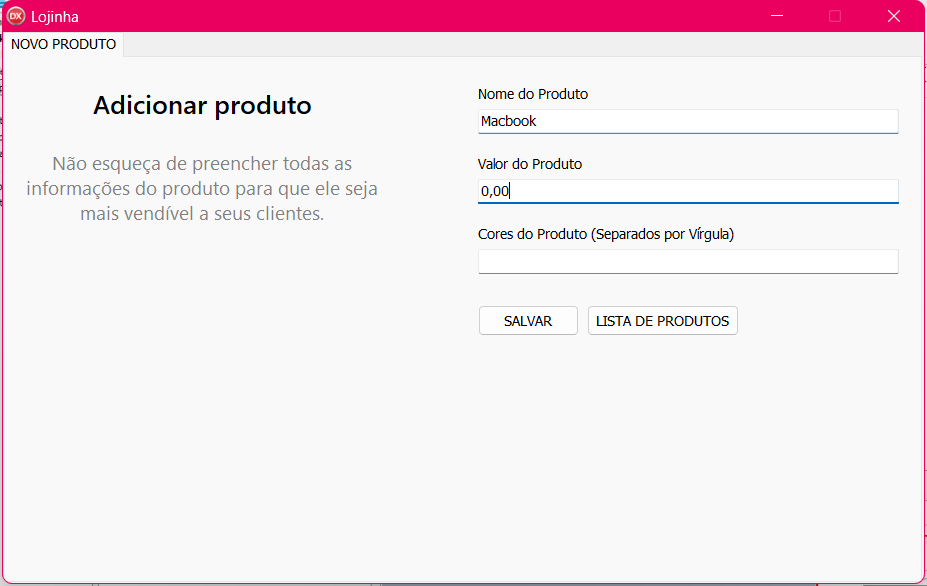 DX Lojinha
NOVO PRODUTO
Adicionar produto
Não esqueça de preencher todas as
informações do produto para que ele seja
mais vendível a seus clientes.
Nome do Produto
Macbook
Valor do Produto
0,00
Cores do Produto (Separados por Vírgula)
SALVAR
LISTA DE PRODUTOS